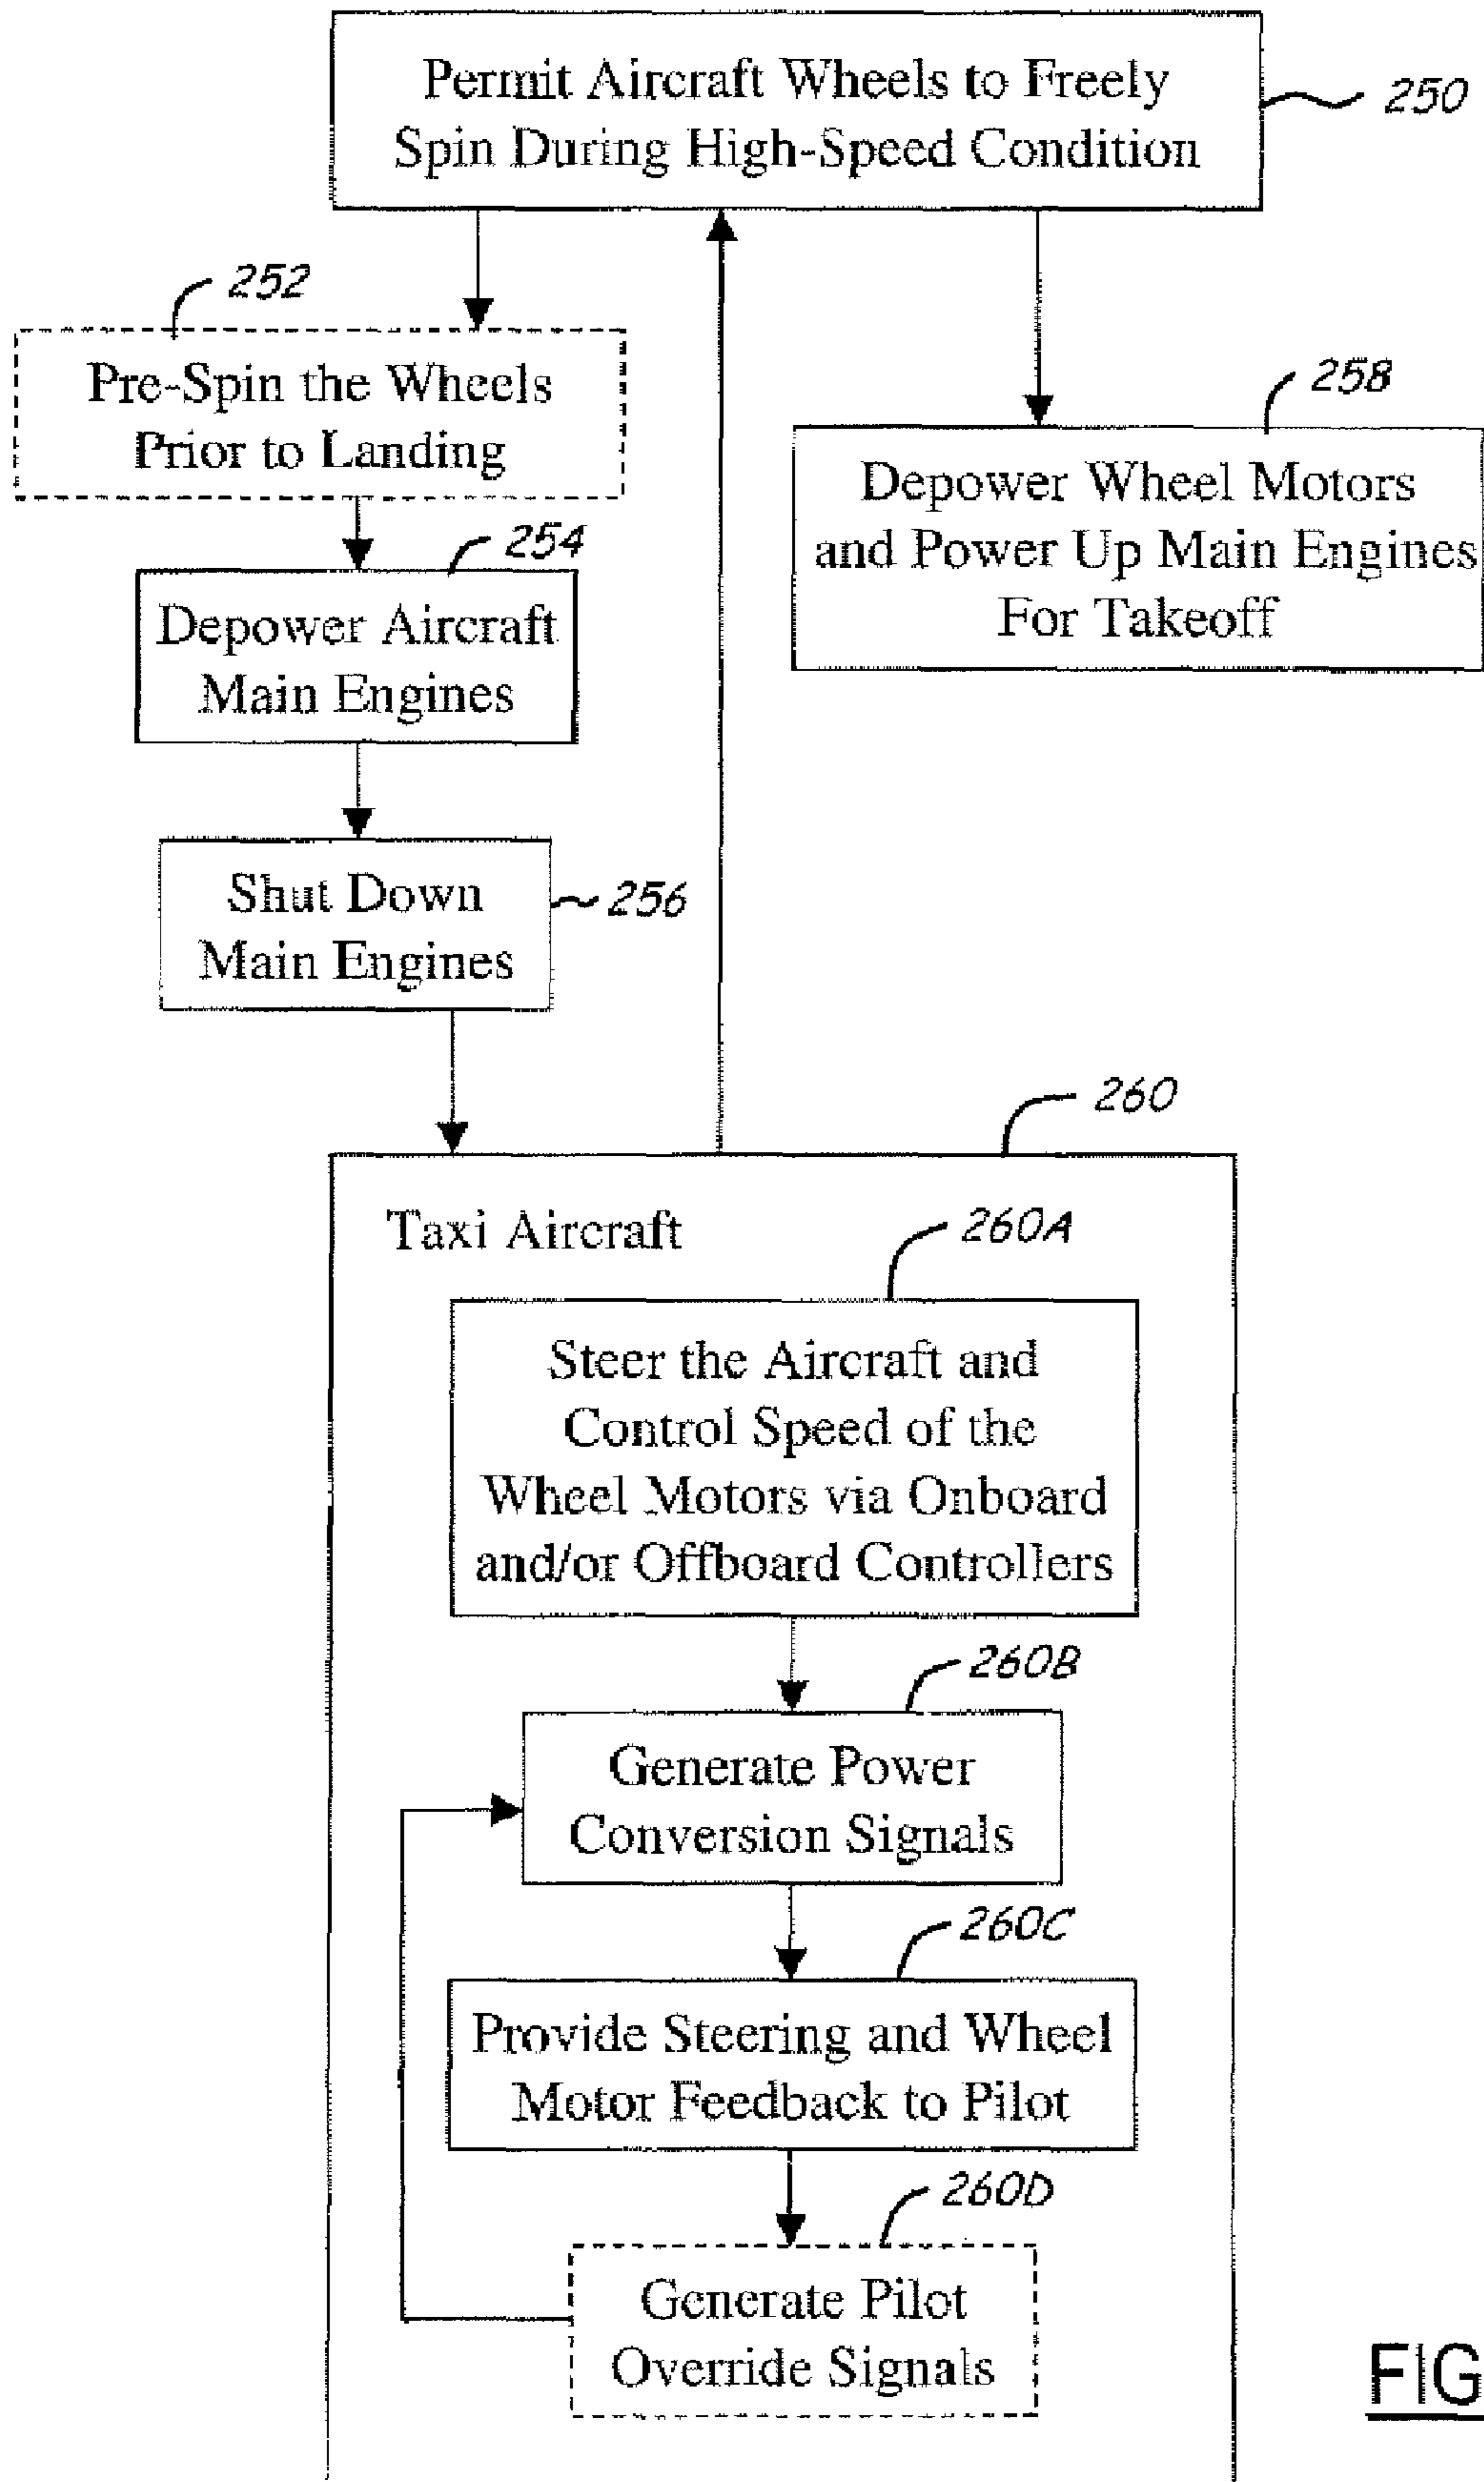 Permit Aircraft Wheels to Freely
Spin During High-Speed Condition
250
252
Pre-Spin the Wheels
Prior to Landing
258
Depower Wheel Motors
and Power Up Main Engines
For Takeoff
254
Depower Aircraft
Main Engines
Shut Down
Main Engines
256
260
Taxi Aircraft
260A
Steer the Aircraft and
Control Speed of the
Wheel Motors via Onboard
and/or Offboard Controllers
260B
Generate Power
Conversion Signals
260C
Provide Steering and Wheel
Motor Feedback to Pilot
260D
Generate Pilot
Override Signals
FIG